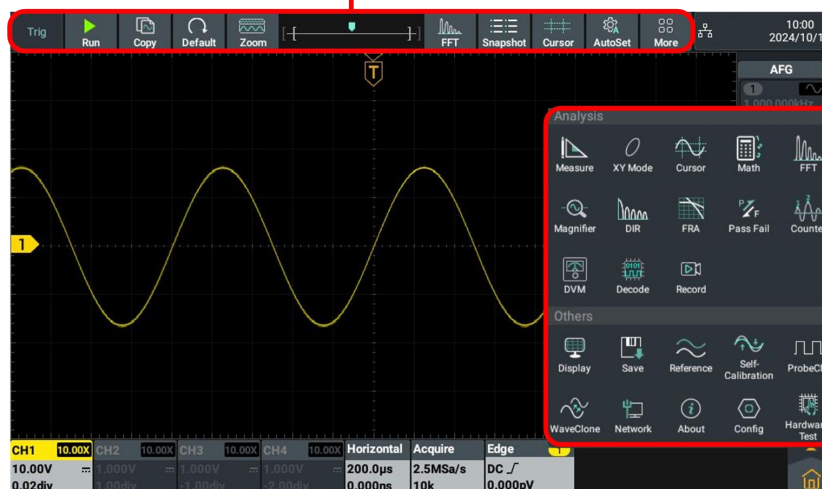 Trig Run Copy Default Zoom FFT Snapshot Cursor AutoSet More 10:00
2024/10/1
T
AFG
1
1.000 000kHz
Analysis
Measure XY Mode Cursor Math FFT
Magnifier DIR FRA Pass Fail Counte
DVM Decode Record
Others
Display Save Reference Self-Calibration ProbeCh
WaveClone Network About Config Hardwar
Test
1
CH1 10.00X CH2 10.00X CH3 10.00X CH4 10.00X Horizontal Acquire Edge 1
10.00V 1.000V 1.000V 1.000V 200.0μs 2.5MSa/s DC
0.02div 1.00div -1.00div -2.00div 0.000ns 10k 0.000pV